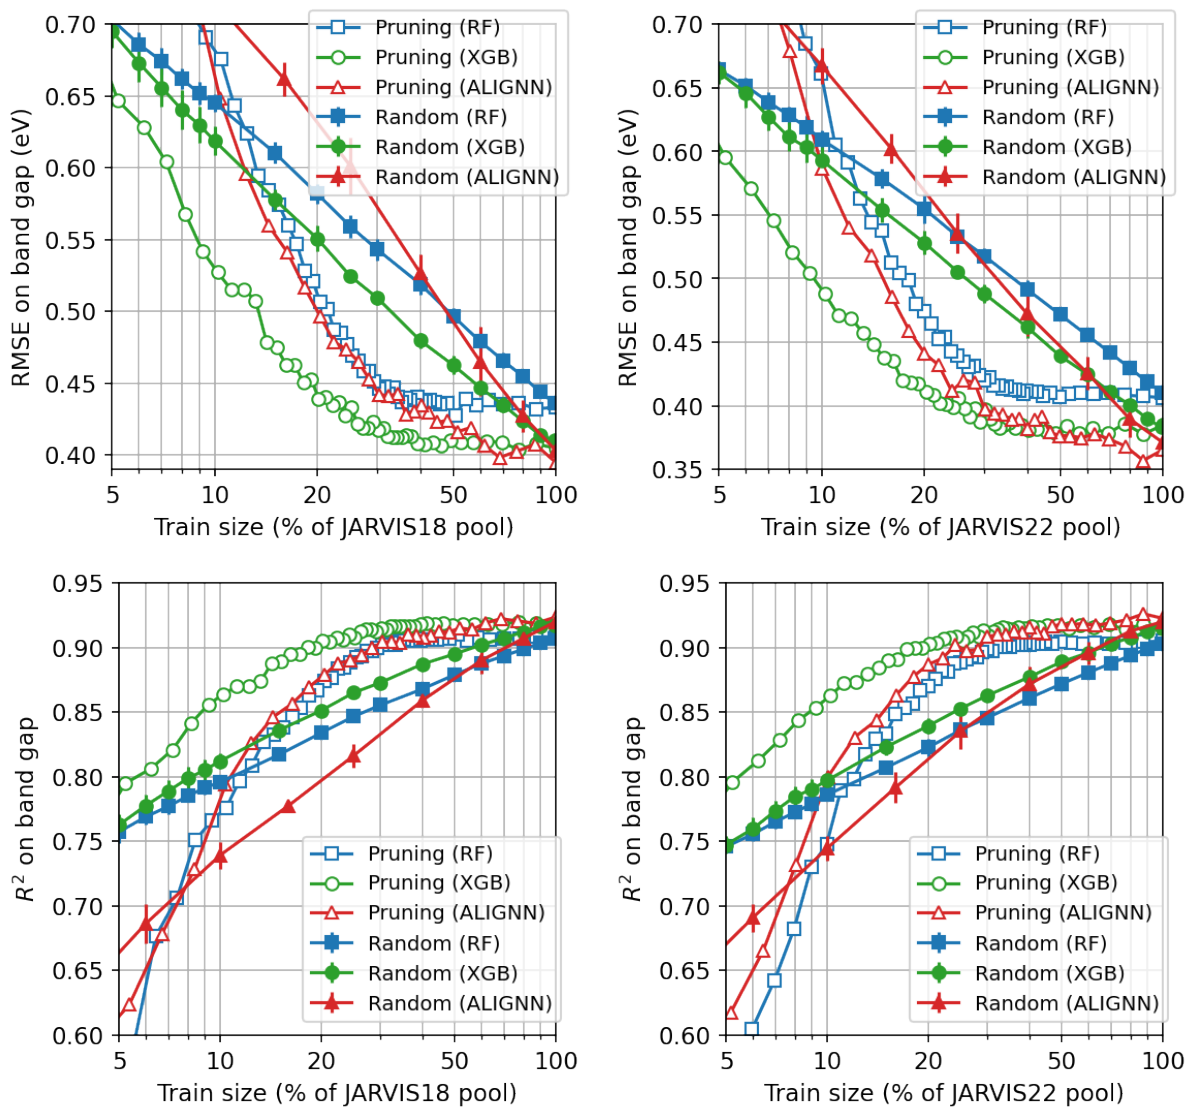 0.70
0.65
0.60
0.55
0.50
0.45
0.40
RMSE on band gap (eV)
Pruning (RF)
Pruning (XGB)
Pruning (ALIGNN)
Random (RF)
Random (XGB)
Random (ALIGNN)
5 10 20 50 100
Train size (% of JARVIS18 pool)
0.70
0.65
0.60
0.55
0.50
0.45
0.40
0.35
RMSE on band gap (eV)
Pruning (RF)
Pruning (XGB)
Pruning (ALIGNN)
Random (RF)
Random (XGB)
Random (ALIGNN)
5 10 20 50 100
Train size (% of JARVIS22 pool)
0.95
0.90
0.85
0.80
0.75
0.70
0.65
0.60
R² on band gap
Pruning (RF)
Pruning (XGB)
Pruning (ALIGNN)
Random (RF)
Random (XGB)
Random (ALIGNN)
5 10 20 50 100
Train size (% of JARVIS18 pool)
0.95
0.90
0.85
0.80
0.75
0.70
0.65
0.60
R² on band gap
Pruning (RF)
Pruning (XGB)
Pruning (ALIGNN)
Random (RF)
Random (XGB)
Random (ALIGNN)
5 10 20 50 100
Train size (% of JARVIS22 pool)